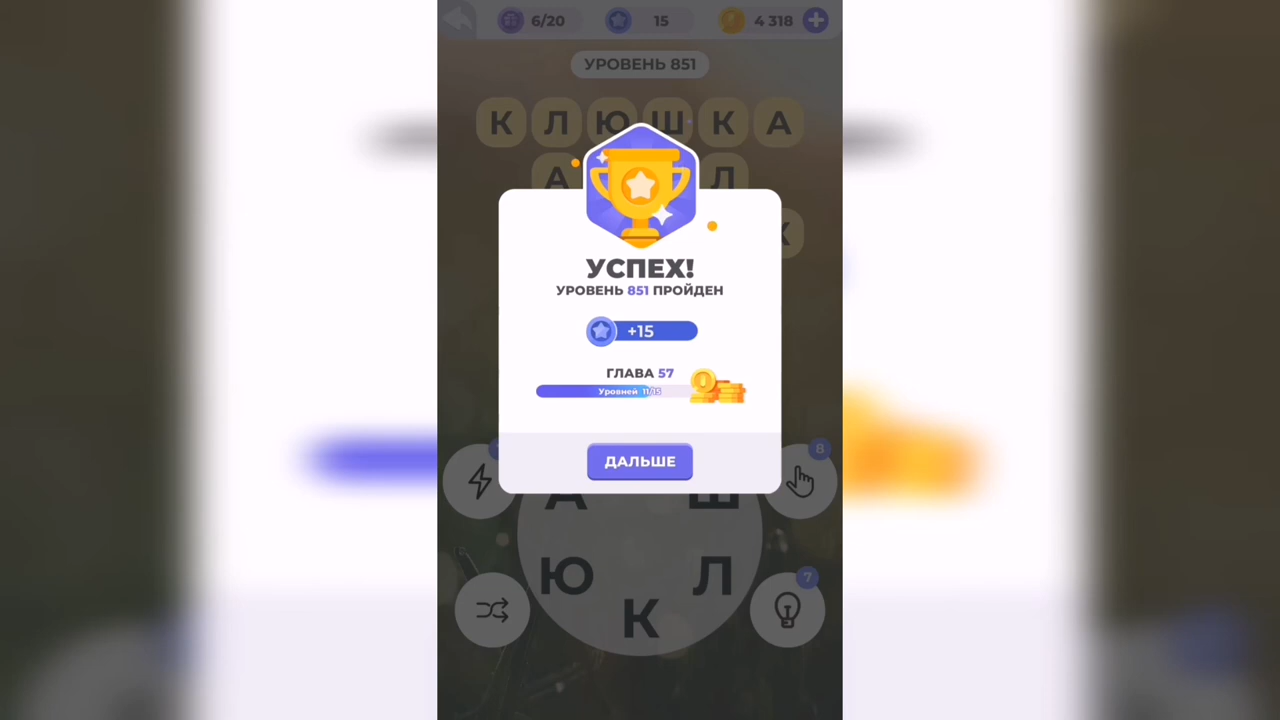 6/20 15 4 318
УРОВЕНЬ 851
КЛЮШКА
А Л
УСПЕХ!
УРОВЕНЬ 851 ПРОЙДЕН
+15
ГЛАВА 57
Уровней 11/15
ДАЛЬШЕ
8
А Ш
Ю Л
К
7